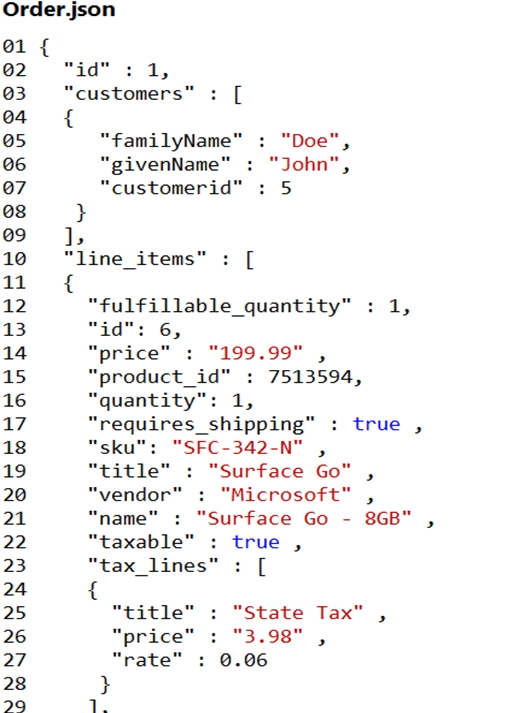 Order.json
01 {
02   "id" : 1,
03   "customers" : [
04   {
05      "familyName" : "Doe",
06      "givenName" : "John",
07      "customerid" : 5
08    }
09   ],
10   "line_items" : [
11   {
12     "fulfillable_quantity" : 1,
13     "id": 6,
14     "price" : "199.99" ,
15     "product_id" : 7513594,
16     "quantity": 1,
17     "requires_shipping" : true ,
18     "sku": "SFC-342-N" ,
19     "title" : "Surface Go" ,
20     "vendor" : "Microsoft" ,
21     "name" : "Surface Go - 8GB" ,
22     "taxable" : true ,
23     "tax_lines" : [
24     {
25       "title" : "State Tax" ,
26       "price" : "3.98" ,
27       "rate" : 0.06
28      }
29     ],